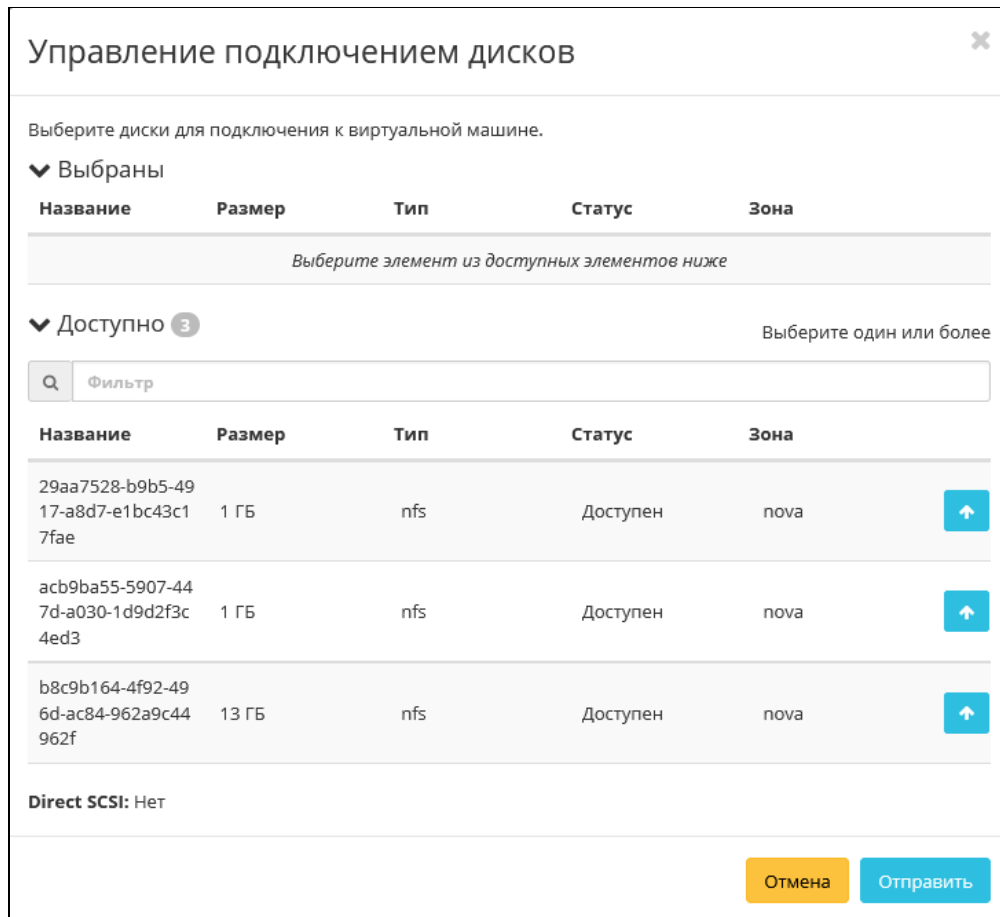 Управление подключением дисков
Выберите диски для подключения к виртуальной машине.
Выбраны
Название Размер Тип Статус Зона
Выберите элемент из доступных элементов ниже
Доступно 3
Выберите один или более
Фильтр
Название Размер Тип Статус Зона
29aa7528-b9b5-49
17-a8d7-e1bc43c1 1 ГБ nfs Доступен nova
7fae
acb9ba55-5907-44
7d-a030-1d9d2f3c 1 ГБ nfs Доступен nova
4ed3
b8c9b164-4f92-49
6d-ac84-962a9c44 13 ГБ nfs Доступен nova
962f
Direct SCSI: Нет
Отмена Отправить